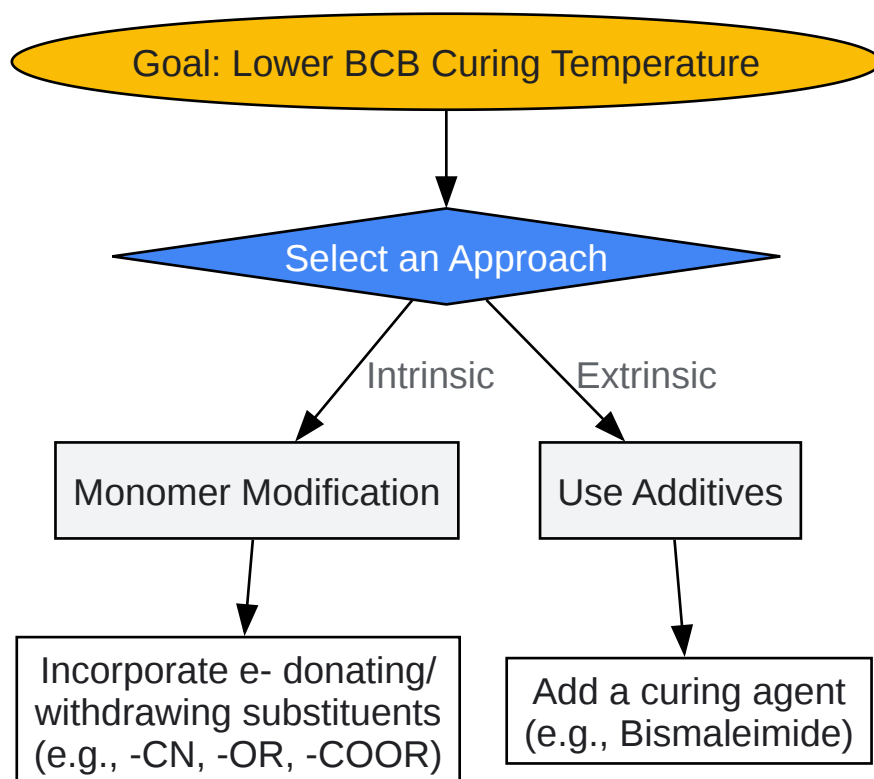 Goal: Lower BCB Curing Temperature
Select an Approach
Intrinsic
Extrinsic
Monomer Modification
Use Additives
Incorporate e- donating/
withdrawing substituents
(e.g., -CN, -OR, -COOR)
Add a curing agent
(e.g., Bismaleimide)